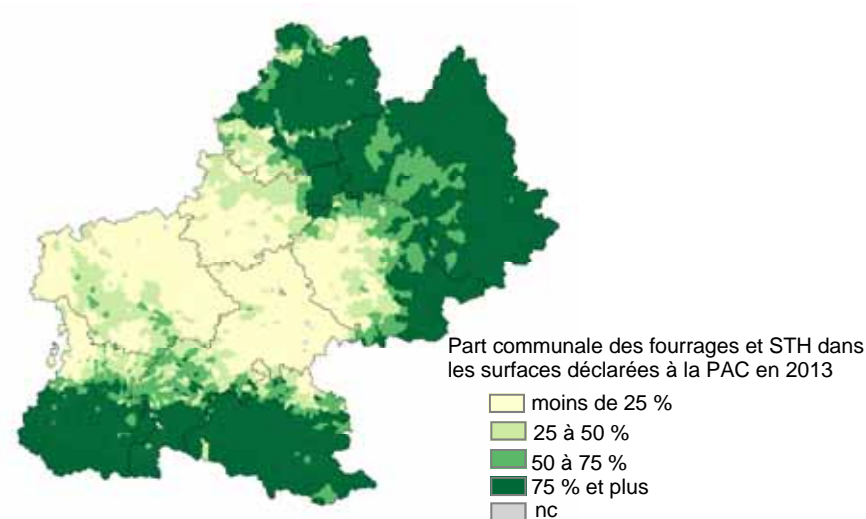 Part communale des fourrages et STH dans
les surfaces déclarées à la PAC en 2013
moins de 25 %
25 à 50 %
50 à 75 %
75 % et plus
nc